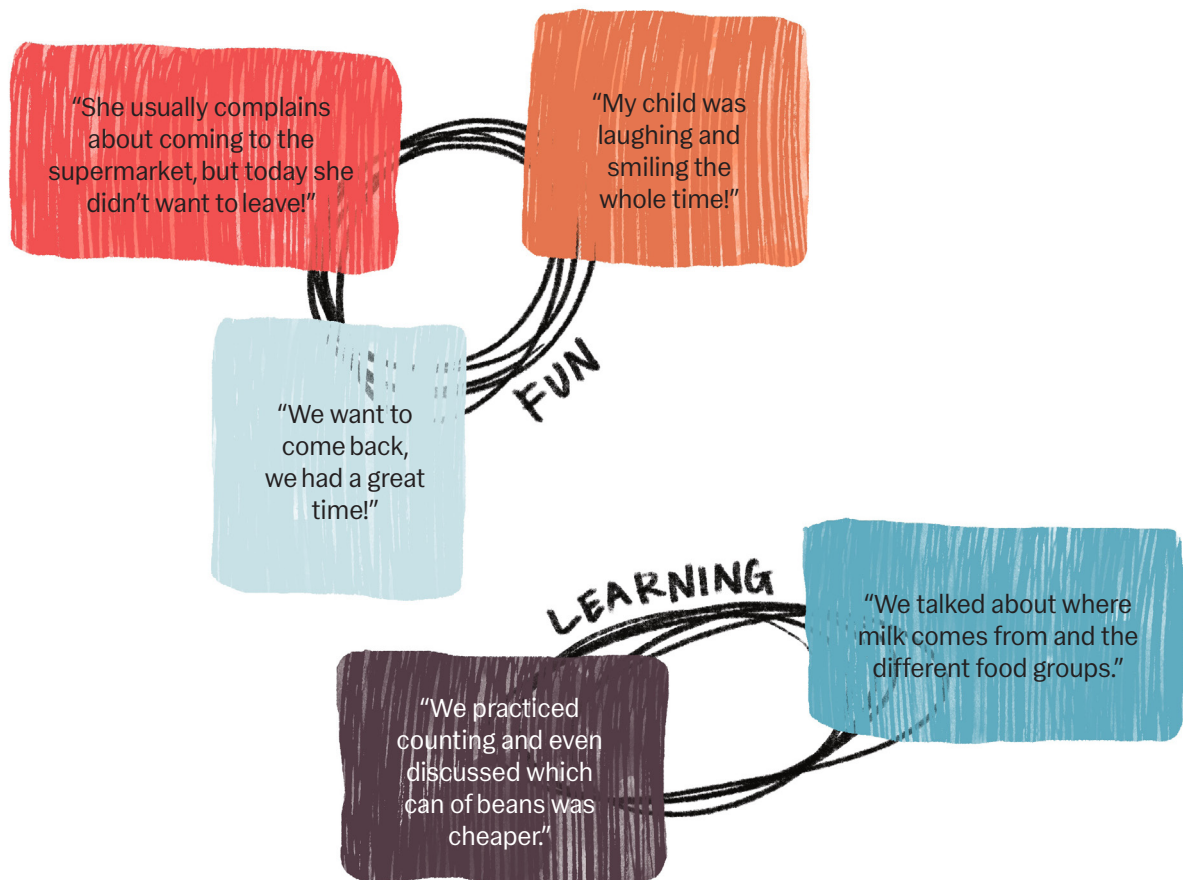 “She usually complains
about coming to the
supermarket, but today she
didn’t want to leave!”
“My child was
laughing and
smiling the
whole time!”
“We want to
come back,
we had a great
time!”
FUN
LEARNING
“We talked about where
milk comes from and the
different food groups.”
“We practiced
counting and even
discussed which
can of beans was
cheaper.”